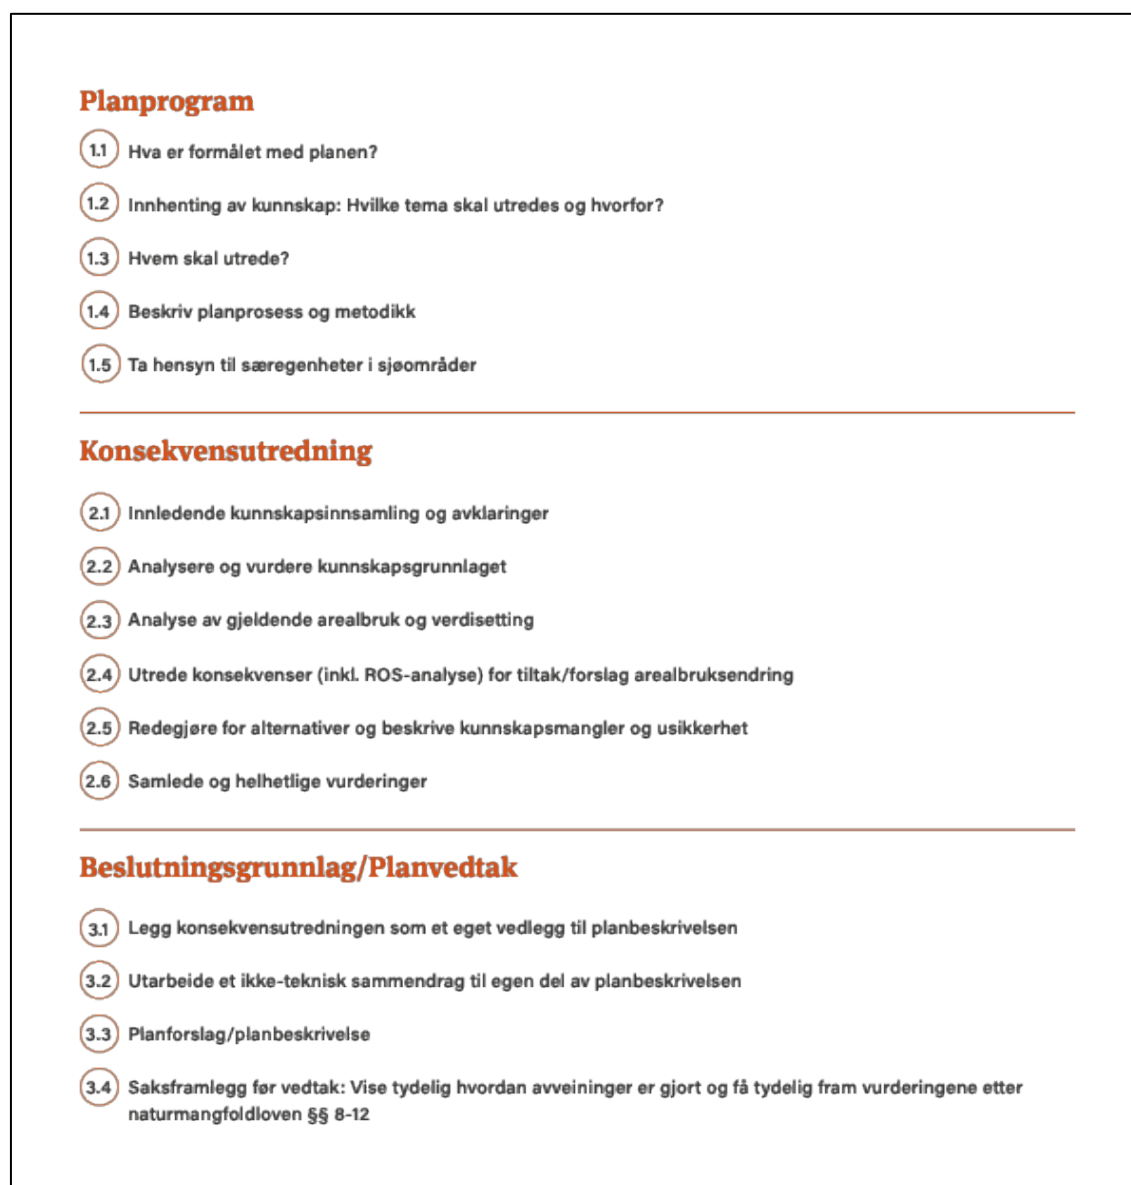 Planprogram
1.1 Hva er formålet med planen?
1.2 Innhenting av kunnskap: Hvilke tema skal utredes og hvorfor?
1.3 Hvem skal utrede?
1.4 Beskriv planprosess og metodikk
1.5 Ta hensyn til særegenheter i sjøområder
Konsekvensutredning
2.1 Innledende kunnskapsinnsamling og avklaringer
2.2 Analysere og vurdere kunnskapsgrunnlaget
2.3 Analyse av gjeldende arealbruk og verdisetting
2.4 Utrede konsekvenser (inkl. ROS-analyse) for tiltak/forslag arealbruksendring
2.5 Redegjøre for alternativer og beskrive kunnskapsmangler og usikkerhet
2.6 Samlede og helhetlige vurderinger
Beslutningsgrunnlag/Planvedtak
3.1 Legg konsekvensutredningen som et eget vedlegg til planbeskrivelsen
3.2 Utarbeide et ikke-teknisk sammendrag til egen del av planbeskrivelsen
3.3 Planforslag/planbeskrivelse
3.4 Saksframlegg før vedtak: Vise tydelig hvordan avveininger er gjort og få tydelig fram vurderingene etter
naturmangfoldloven §§ 8-12